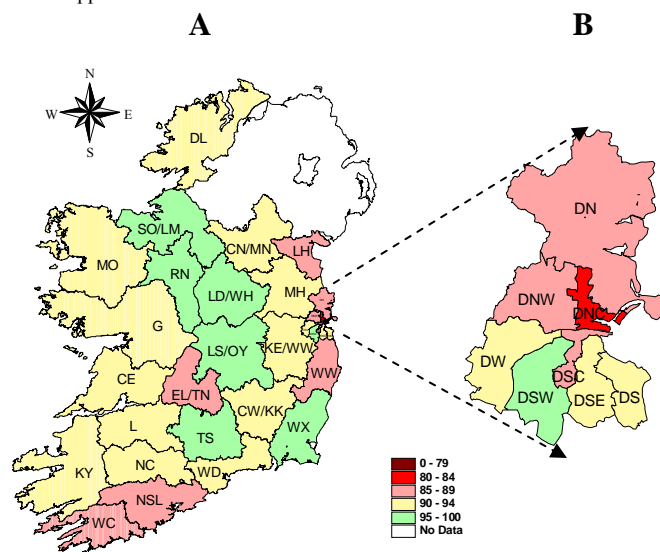 A B
N
W E
S
DL
DN
SO/LM
CN/MN
LH
MO
RN
LD/WH
MH
DNW
DNC
G
LS/OY
KE/WW
WW
DW
DSC
CE
EL/TN
CW/KK
DSW
DSE
DS
L
TS
WX
KY
NC
WD
NSL
WC
0 - 79
80 - 84
85 - 89
90 - 94
95 - 100
No Data